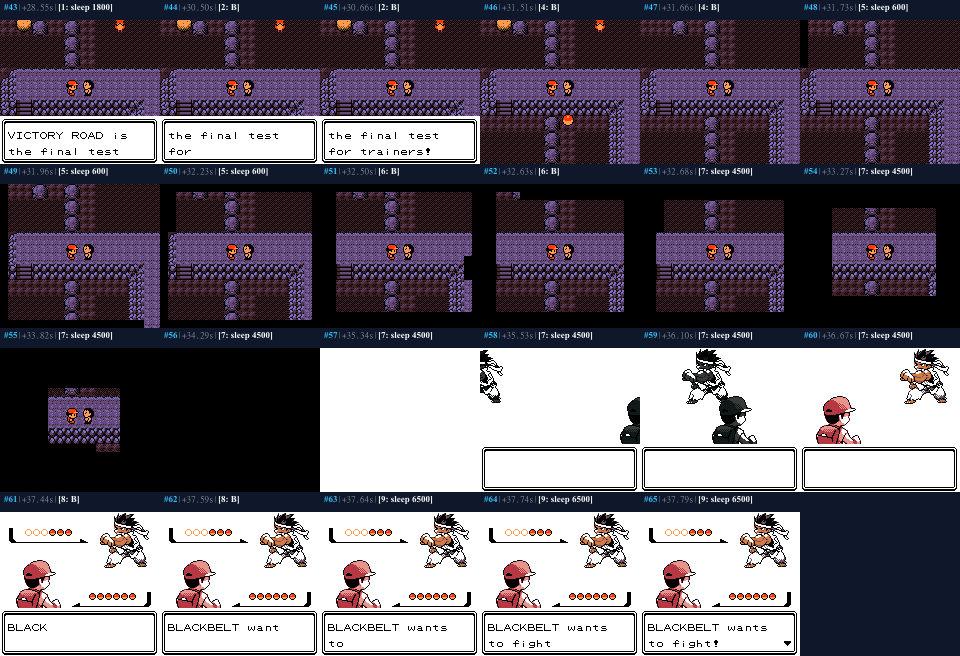 #43 | +28.55s | [1: sleep 1800]
#44 | +30.50s | [2: B]
#45 | +30.66s | [2: B]
#46 | +31.51s | [4: B]
#47 | +31.66s | [4: B]
#48 | +31.73s | [5: sleep 600]
VICTORY ROAD is
the final test
the final test
for
the final test
for trainers!
#49 | +31.96s | [5: sleep 600]
#50 | +32.23s | [5: sleep 600]
#51 | +32.50s | [6: B]
#52 | +32.63s | [6: B]
#53 | +32.68s | [7: sleep 4500]
#54 | +33.27s | [7: sleep 4500]
#55 | +33.82s | [7: sleep 4500]
#56 | +34.29s | [7: sleep 4500]
#57 | +35.34s | [7: sleep 4500]
#58 | +35.53s | [7: sleep 4500]
#59 | +36.10s | [7: sleep 4500]
#60 | +36.67s | [7: sleep 4500]
#61 | +37.44s | [8: B]
#62 | +37.59s | [8: B]
#63 | +37.64s | [9: sleep 6500]
#64 | +37.74s | [9: sleep 6500]
#65 | +37.79s | [9: sleep 6500]
BLACK
BLACKBELT want
BLACKBELT wants
to
BLACKBELT wants
to fight
BLACKBELT wants
to fight!